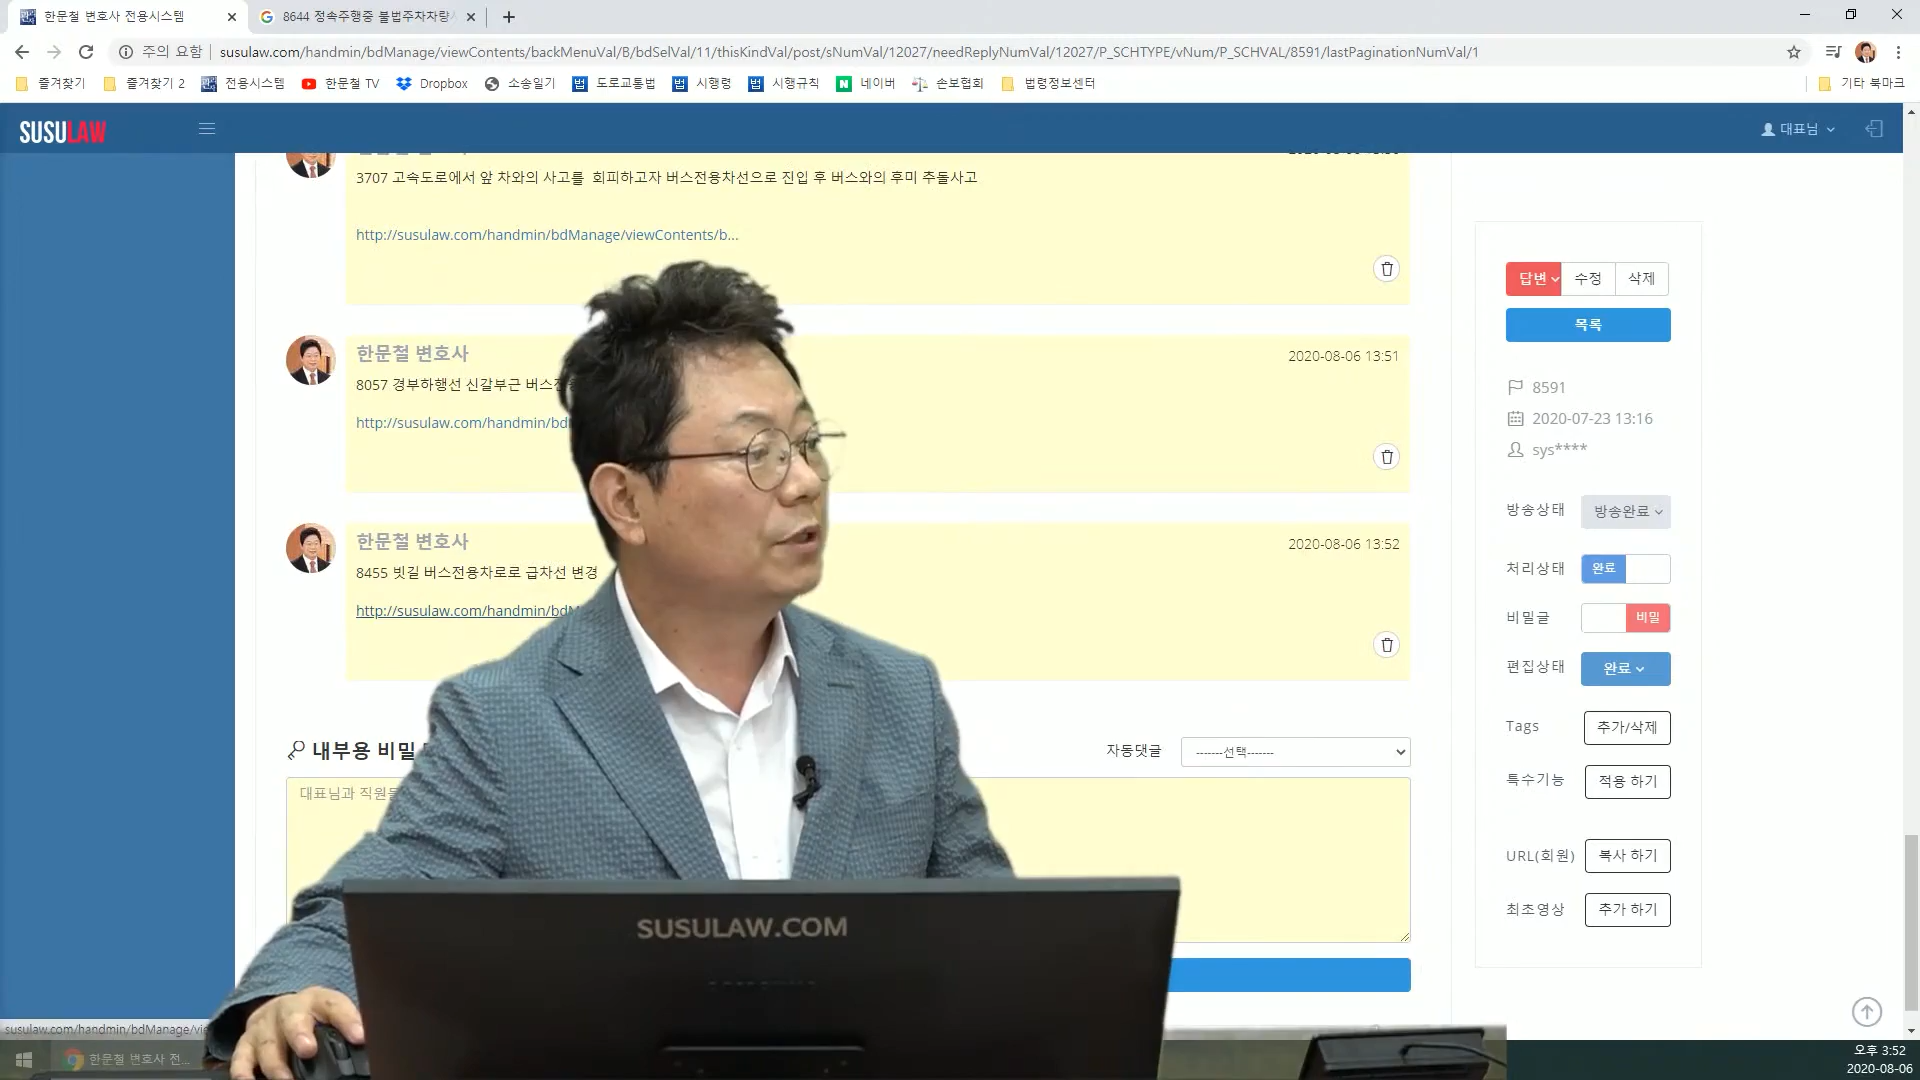 한문철 변호사 전용시스템
8644 정속주행중 불법주차차량
주의 요함
susulaw.com/handmin/bdManage/viewContents/backMenuVal/B/bdSelVal/11/thisKindVal/post/sNumVal/12027/needReplyNumVal/12027/P_SCHTYPE/vNum/P_SCHVAL/8591/lastPaginationNumVal/1
즐겨찾기 즐겨찾기 2 전용시스템 한문철 TV Dropbox 소송일기 법 도로교통법 법 시행령 법 시행규칙 N 네이버 손보협회 법령정보센터 기타 북마크
SUSULAW
대표님
3707 고속도로에서 앞 차와의 사고를 회피하고자 버스전용차선으로 진입 후 버스와의 후미 추돌사고
http://susulaw.com/handmin/bdManage/viewContents/b...
한문철 변호사
2020-08-06 13:51
8057 경부하행선 신갈부근
http://susulaw.com/handmin/bd
한문철 변호사
2020-08-06 13:52
8455 빗길 버스전용차로로 급차선 변경
http://susulaw.com/handmin/bd
내부용 비밀
자동댓글
-------선택-------
대표님과
답변 수정 삭제
목록
8591
2020-07-23 13:16
sys****
방송상태 방송완료
처리상태 완료
비밀글 비밀
편집상태 완료
Tags 추가/삭제
특수기능 적용 하기
URL(회원) 복사 하기
최초영상 추가 하기
SUSULAW.COM
susulaw.com/handmin/bdManage/vie
한문철 변호사 전...
오후 3:52
2020-08-06